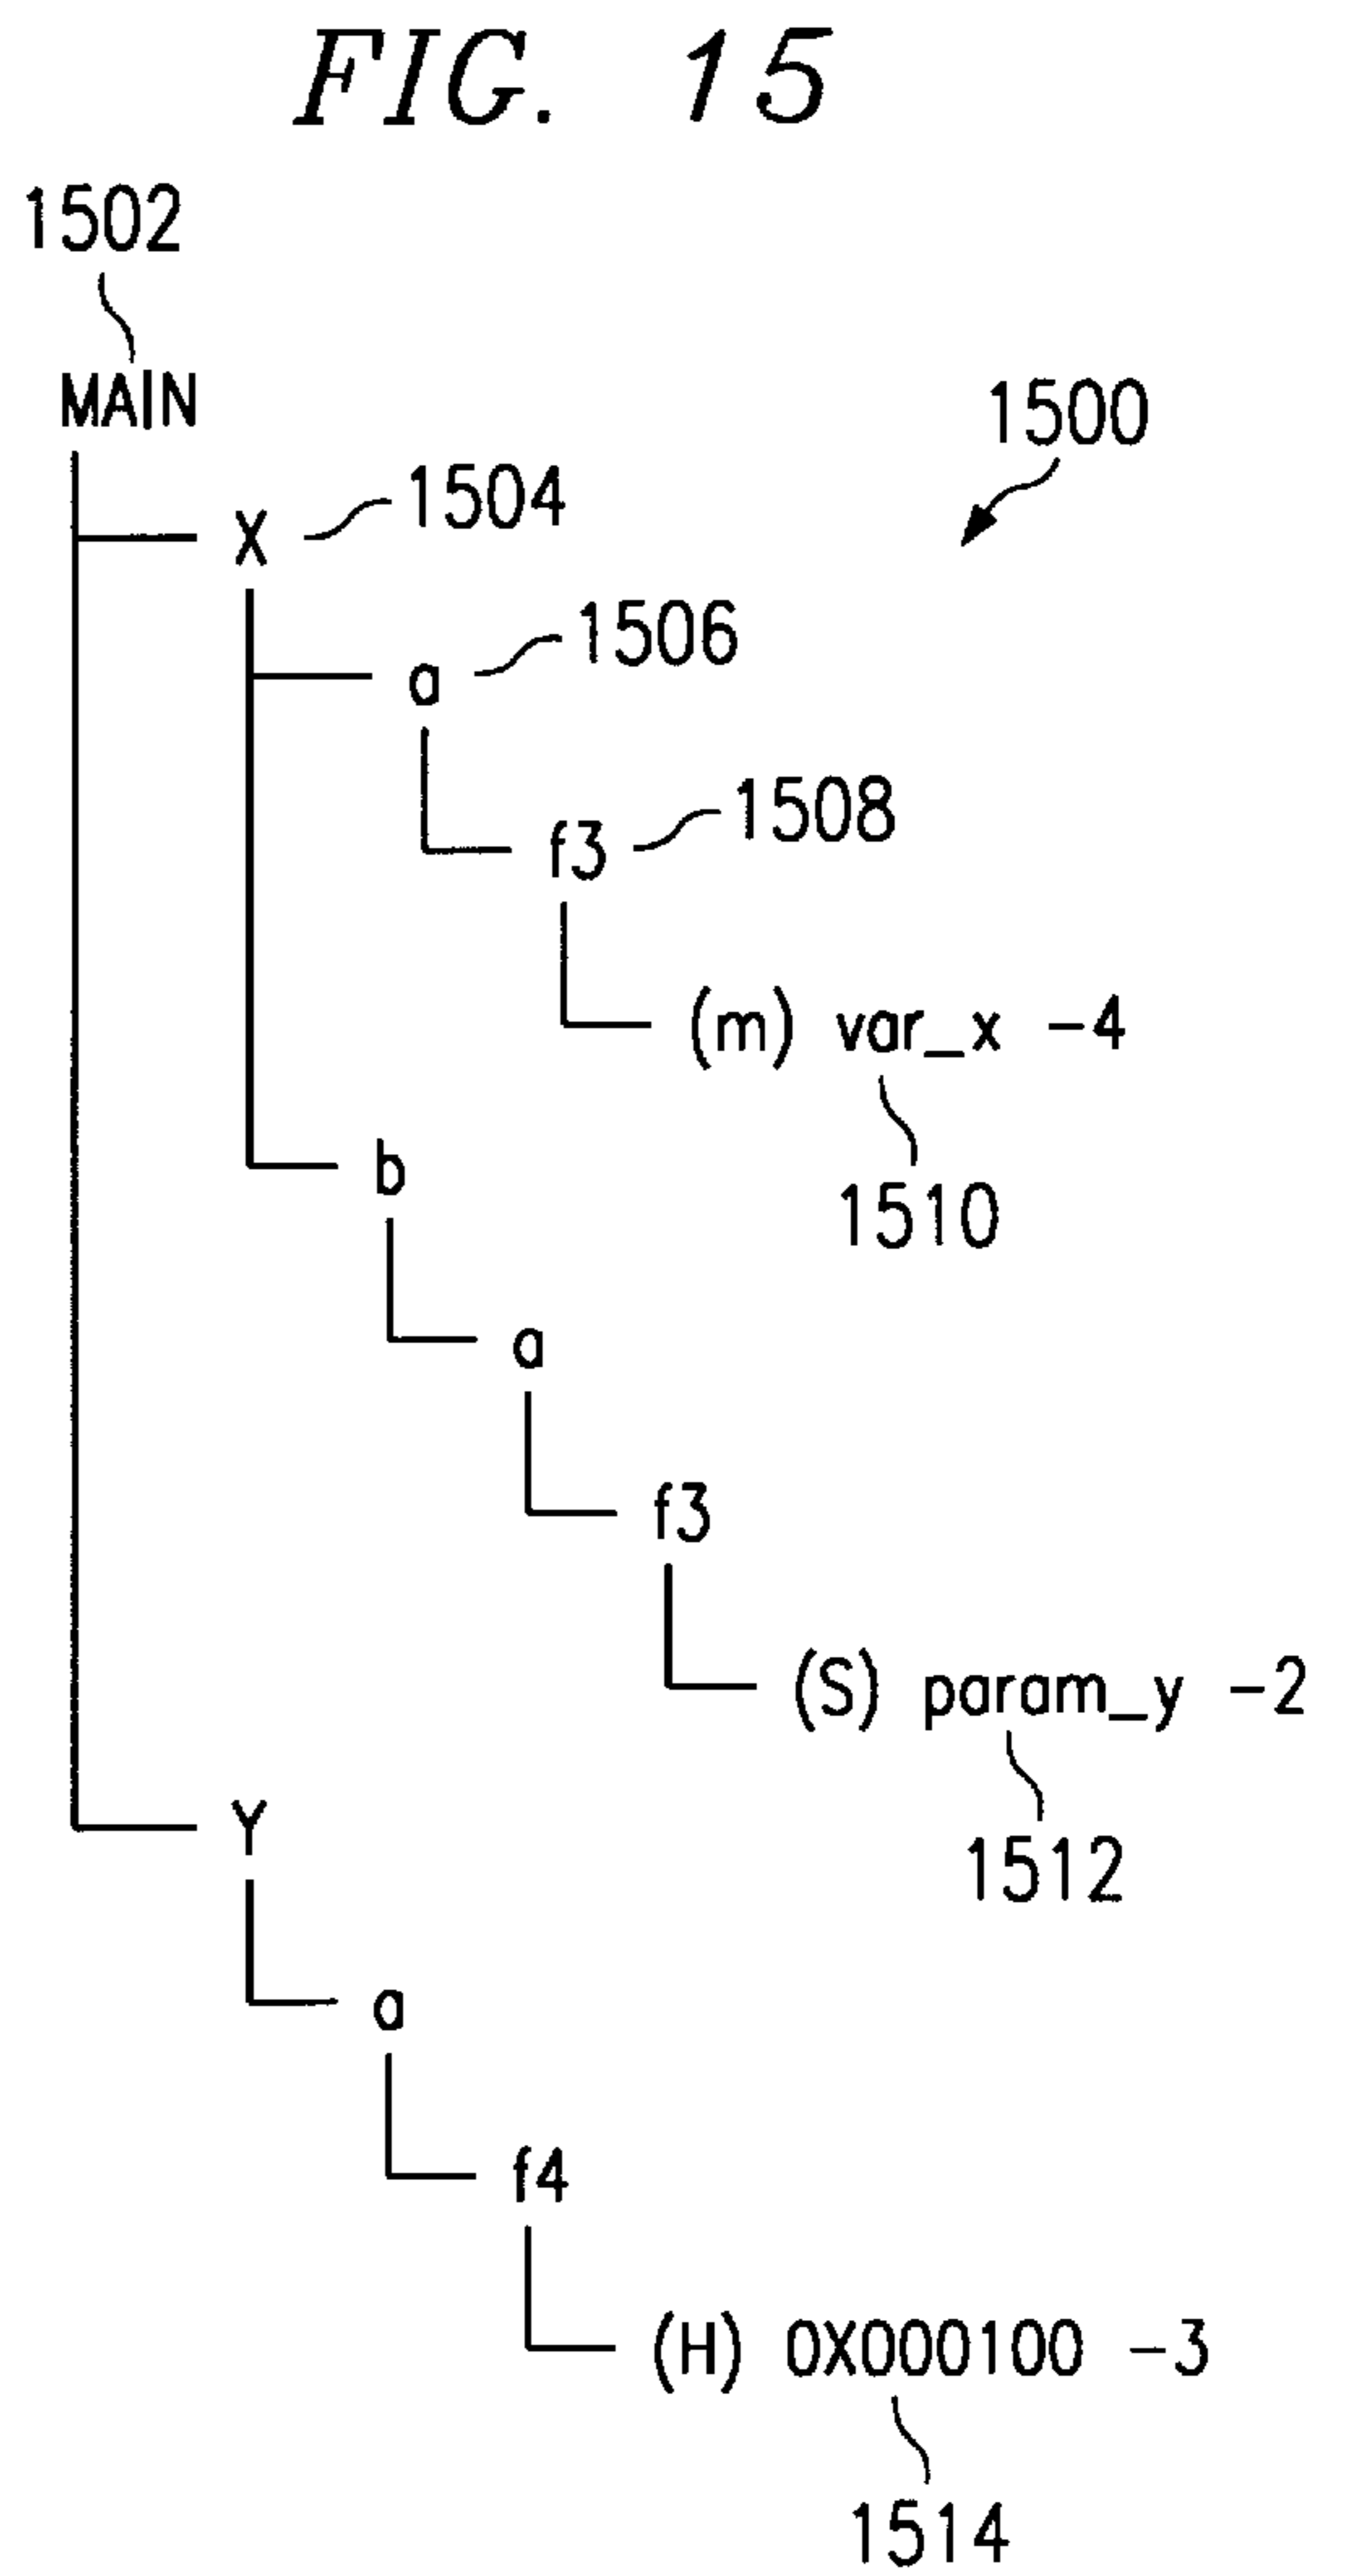 FIG. 15
1502
MAIN
1500
X 1504
a 1506
f3 1508
(m) var_x -4
1510
b
a
f3
(S) param_y -2
1512
Y
a
f4
(H) 0X000100 -3
1514